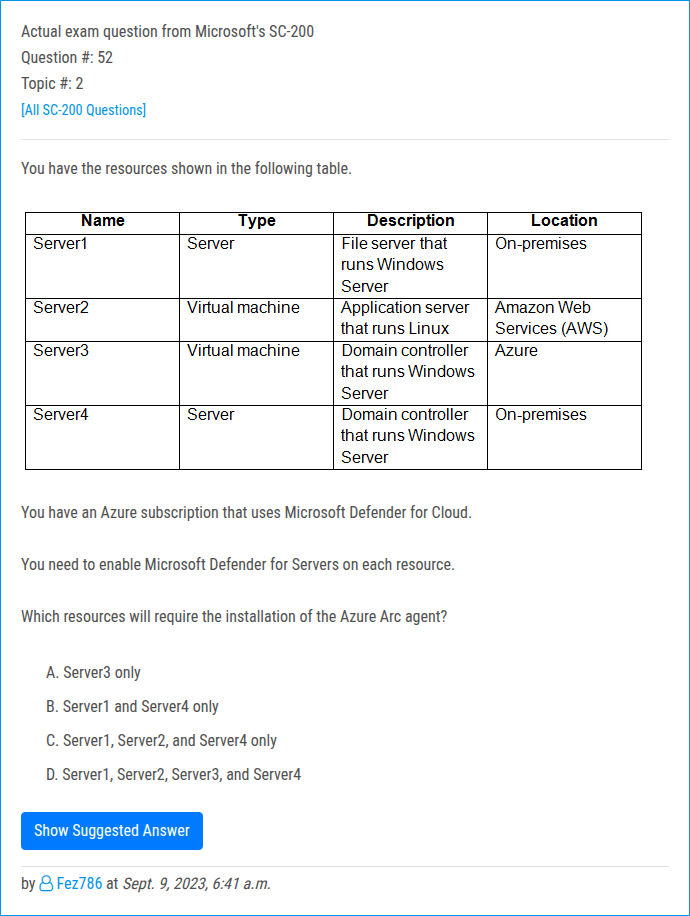 Actual exam question from Microsoft's SC-200
Question #: 52
Topic #: 2
[All SC-200 Questions]
You have the resources shown in the following table.
Name Type Description Location
Server1 Server File server that runs Windows Server On-premises
Server2 Virtual machine Application server that runs Linux Amazon Web Services (AWS)
Server3 Virtual machine Domain controller that runs Windows Server Azure
Server4 Server Domain controller that runs Windows Server On-premises
You have an Azure subscription that uses Microsoft Defender for Cloud.
You need to enable Microsoft Defender for Servers on each resource.
Which resources will require the installation of the Azure Arc agent?
A. Server3 only
B. Server1 and Server4 only
C. Server1, Server2, and Server4 only
D. Server1, Server2, Server3, and Server4
Show Suggested Answer
by Fez786 at Sept. 9, 2023, 6:41 a.m.